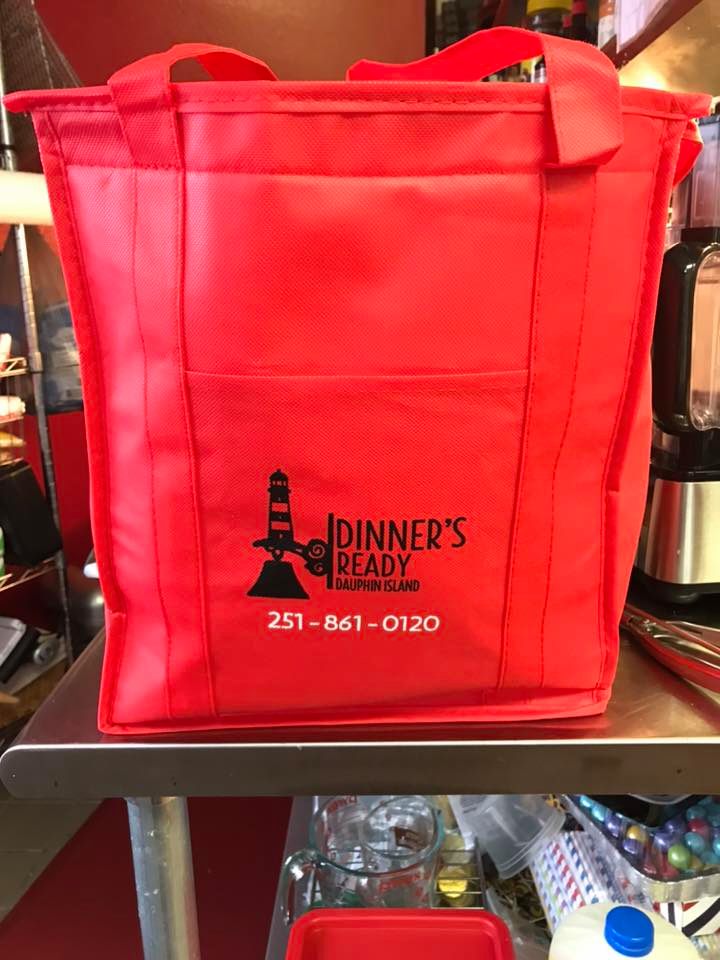 DINNER'S
READY
DAUPHIN ISLAND
251-861-0120